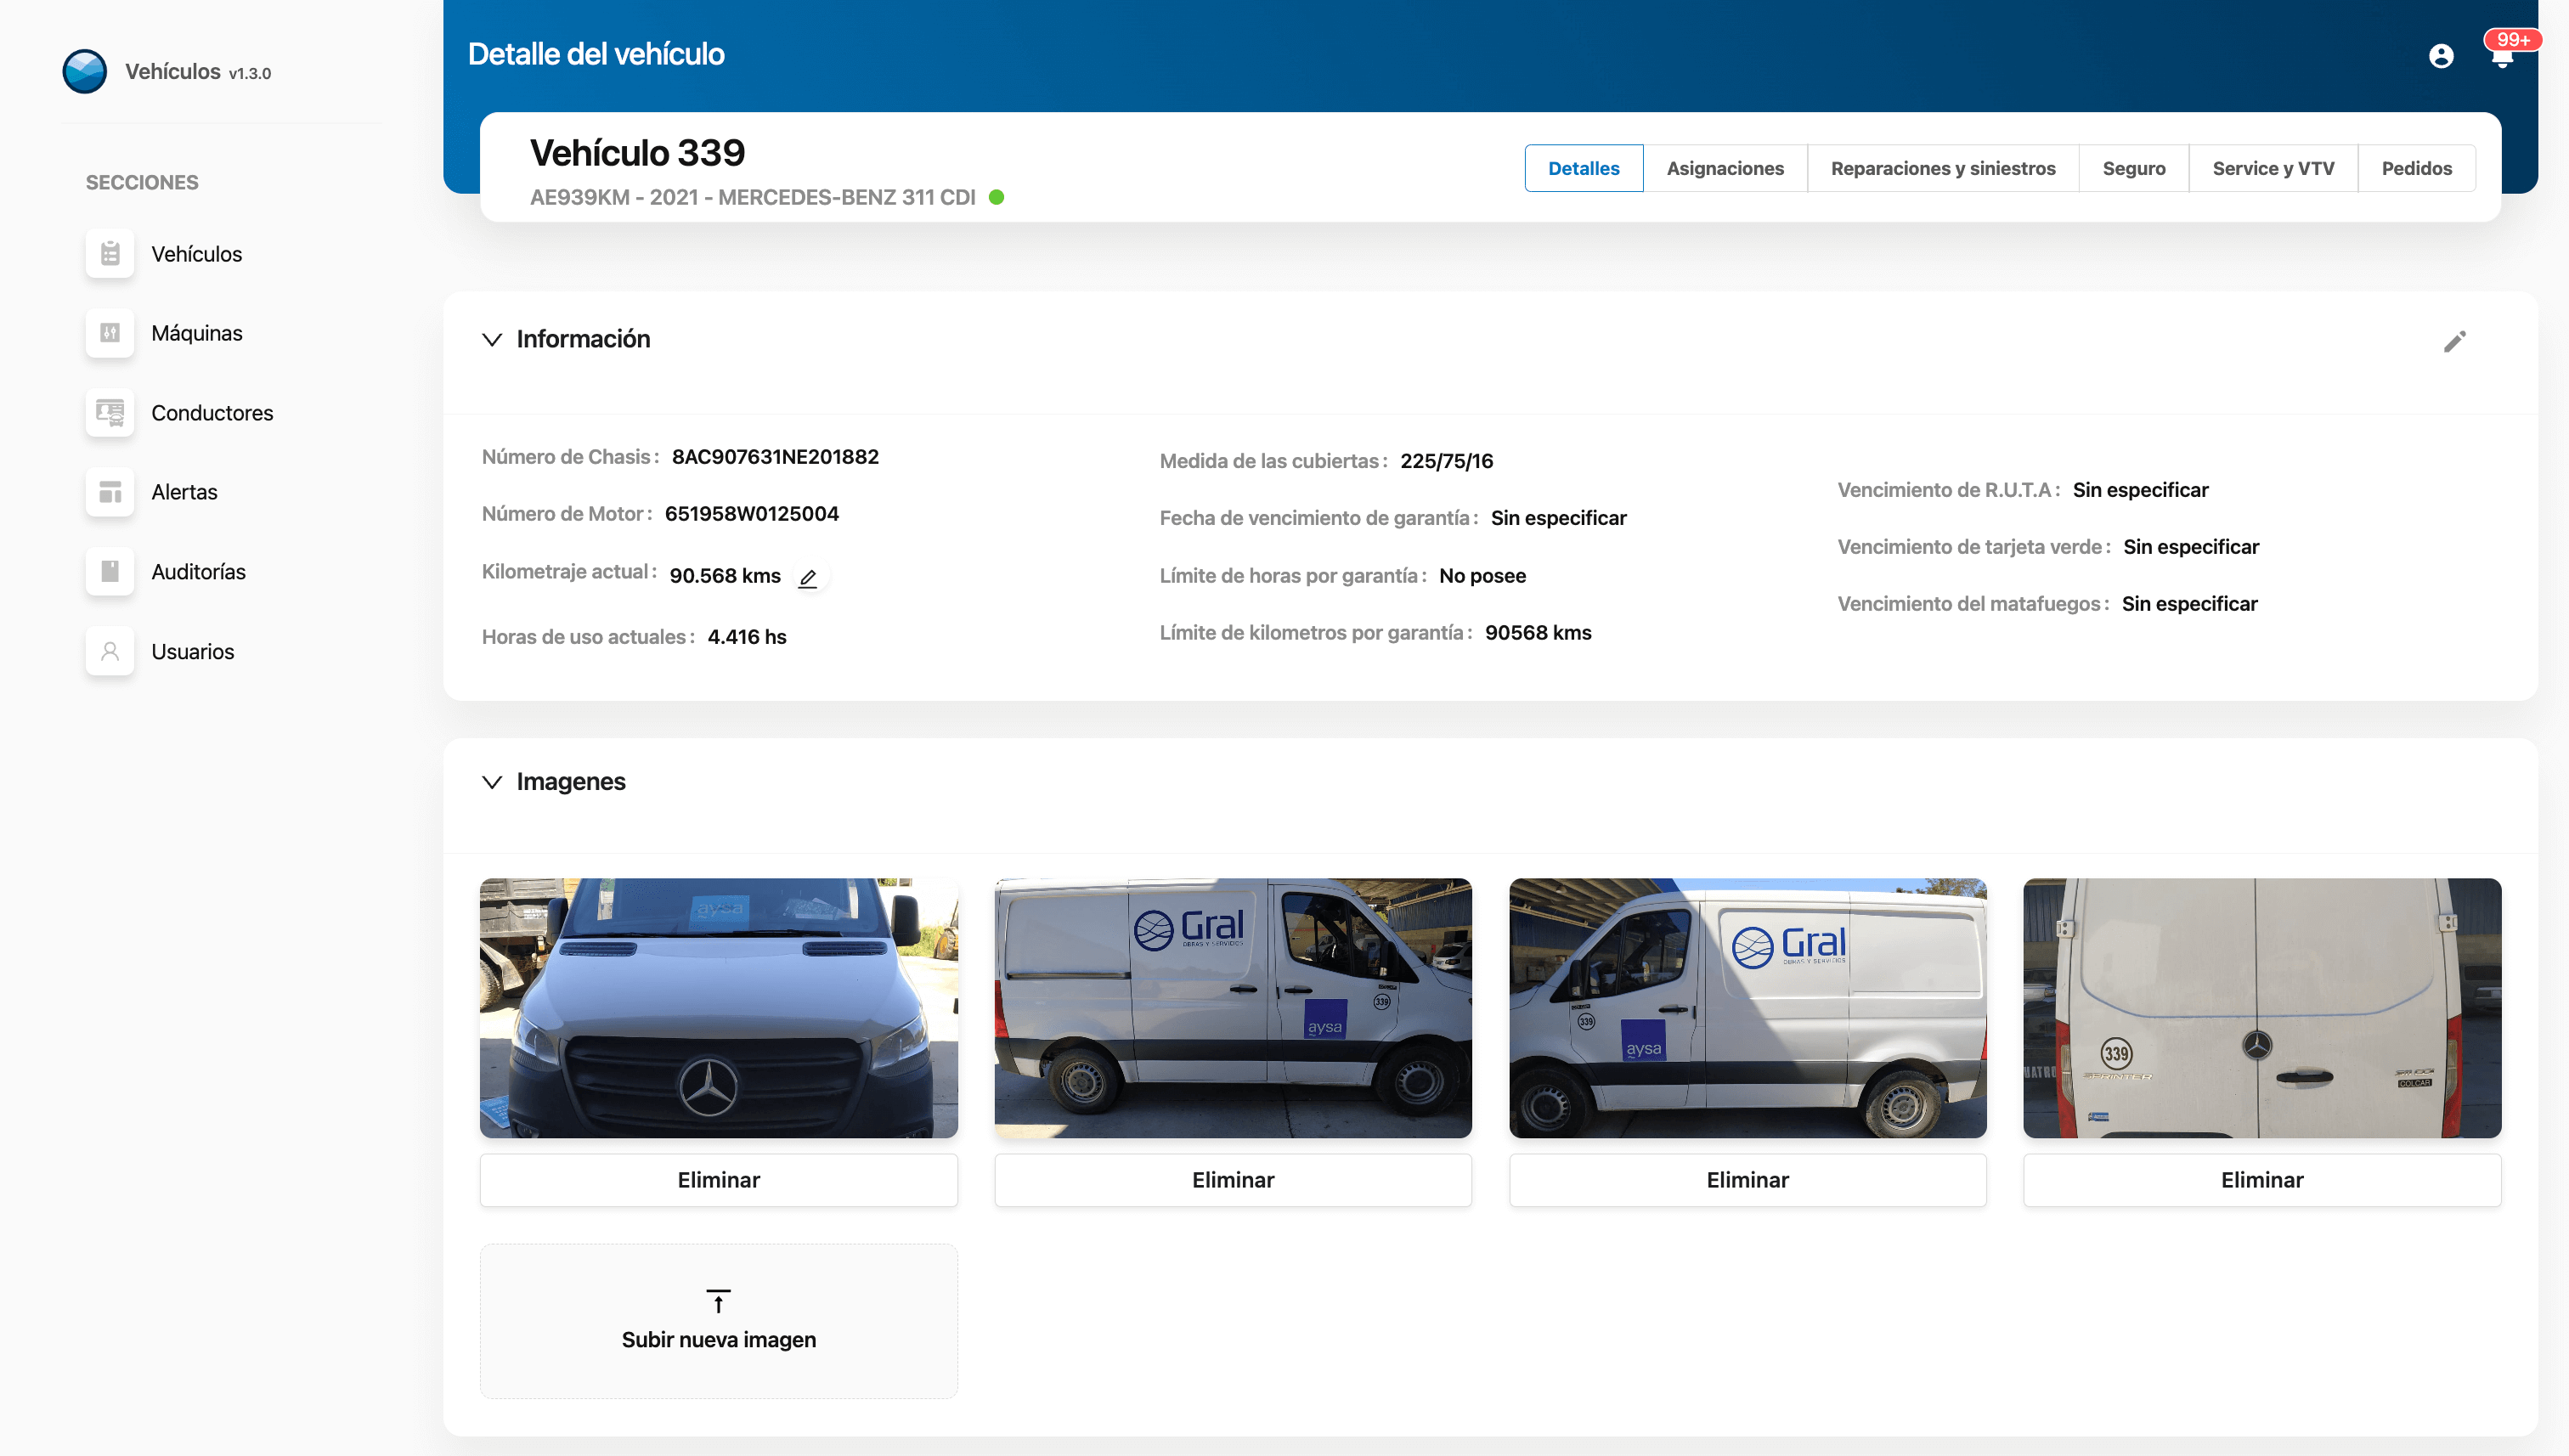 Vehículos v1.3.0
SECCIONES
Vehículos
Máquinas
Conductores
Alertas
Auditorías
Usuarios
Detalle del vehículo
99+
Vehículo 339
AE939KM - 2021 - MERCEDES-BENZ 311 CDI
Detalles
Asignaciones
Reparaciones y siniestros
Seguro
Service y VTV
Pedidos
Información
Número de Chasis: 8AC907631NE201882
Número de Motor: 651958W0125004
Kilometraje actual: 90.568 kms
Horas de uso actuales: 4.416 hs
Medida de las cubiertas: 225/75/16
Fecha de vencimiento de garantía: Sin especificar
Límite de horas por garantía: No posee
Límite de kilometros por garantía: 90568 kms
Vencimiento de R.U.T.A: Sin especificar
Vencimiento de tarjeta verde: Sin especificar
Vencimiento del matafuegos: Sin especificar
Imagenes
aysa
Gral
OBRAS Y SERVICIOS
339
aysa
Gral
OBRAS Y SERVICIOS
339
aysa
339
SPRINTER
COLCAR
Eliminar
Eliminar
Eliminar
Eliminar
Subir nueva imagen